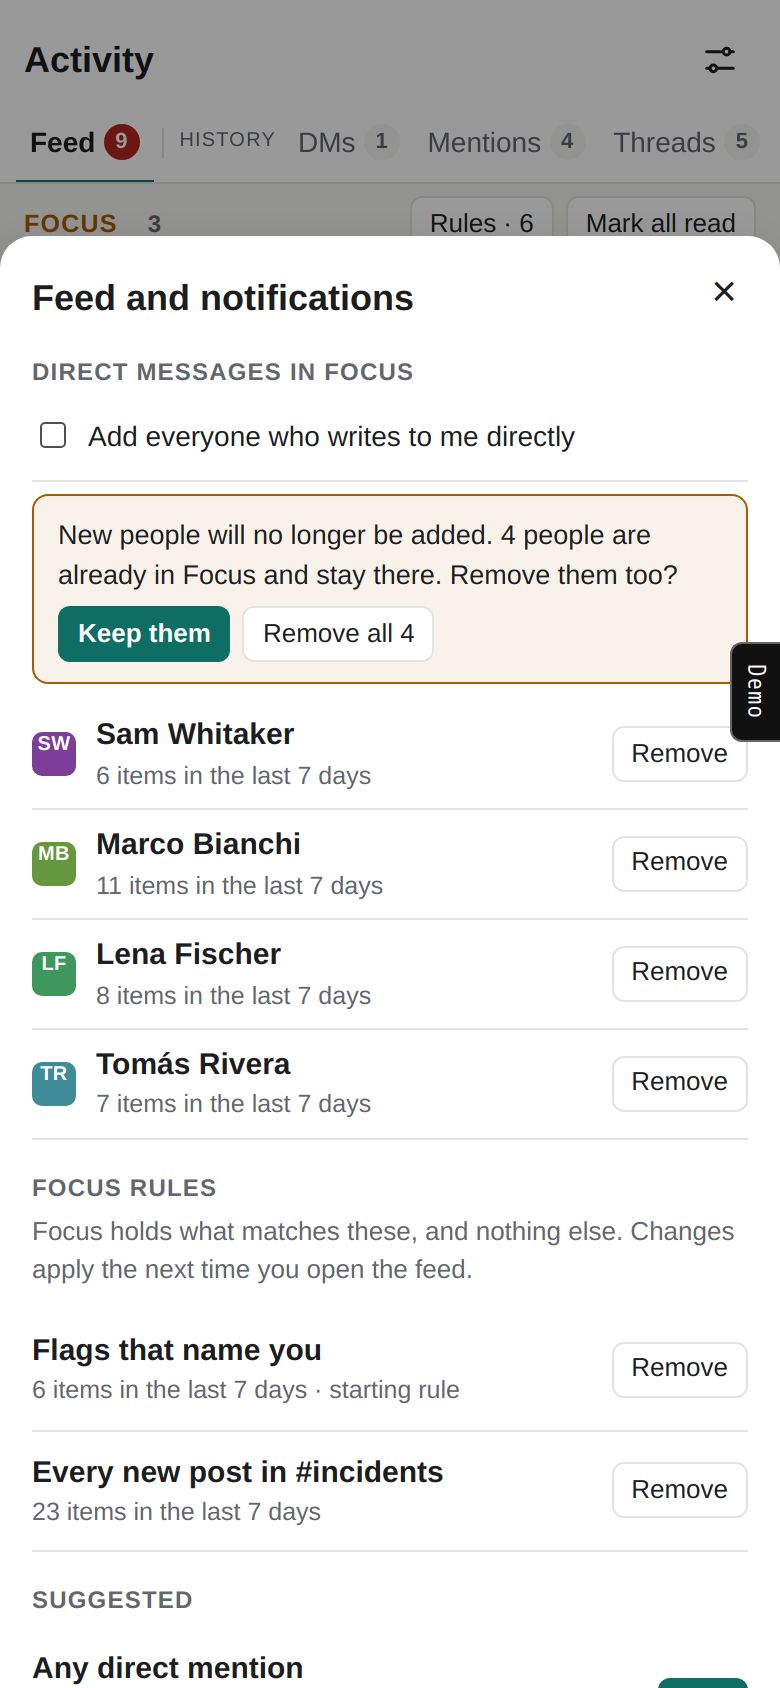 Activity
Feed 9 HISTORY DMs 1 Mentions 4 Threads 5
FOCUS 3 Rules · 6 Mark all read
Feed and notifications
DIRECT MESSAGES IN FOCUS
Add everyone who writes to me directly
New people will no longer be added. 4 people are
already in Focus and stay there. Remove them too?
Keep them Remove all 4
Demo
SW Sam Whitaker
6 items in the last 7 days
Remove
MB Marco Bianchi
11 items in the last 7 days
Remove
LF Lena Fischer
8 items in the last 7 days
Remove
TR Tomás Rivera
7 items in the last 7 days
Remove
FOCUS RULES
Focus holds what matches these, and nothing else. Changes
apply the next time you open the feed.
Flags that name you
6 items in the last 7 days · starting rule
Remove
Every new post in #incidents
23 items in the last 7 days
Remove
SUGGESTED
Any direct mention